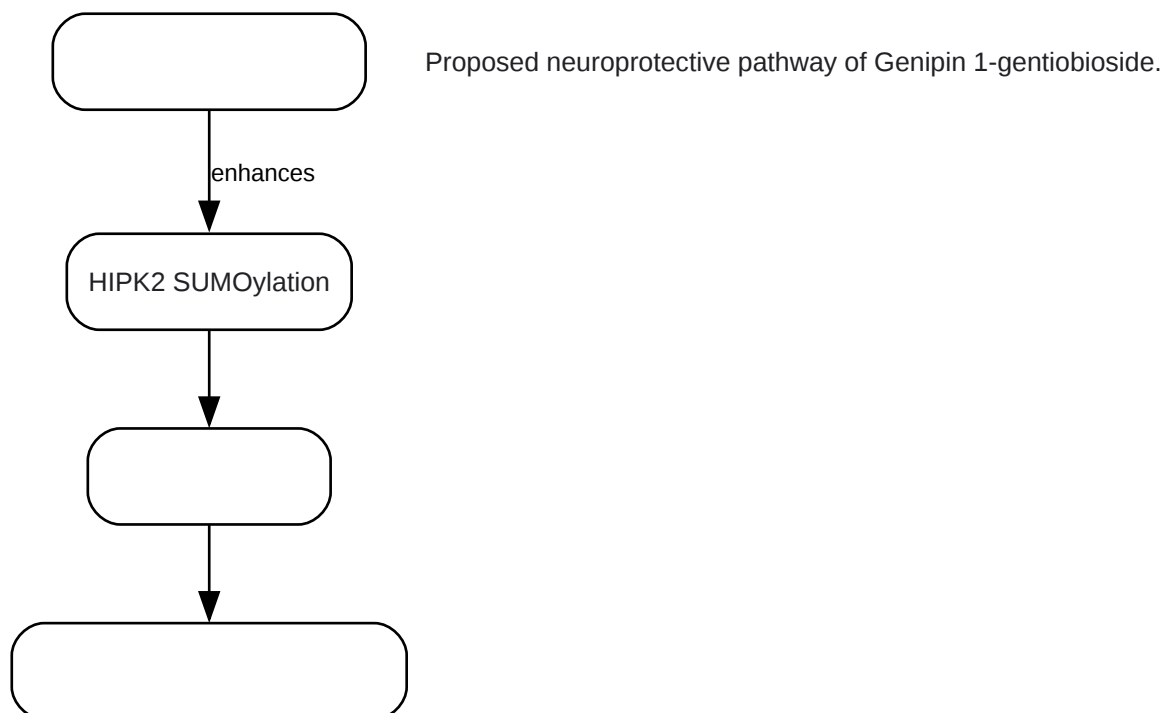 Proposed neuroprotective pathway of Genipin 1-gentiobioside.
enhances
HIPK2 SUMOylation